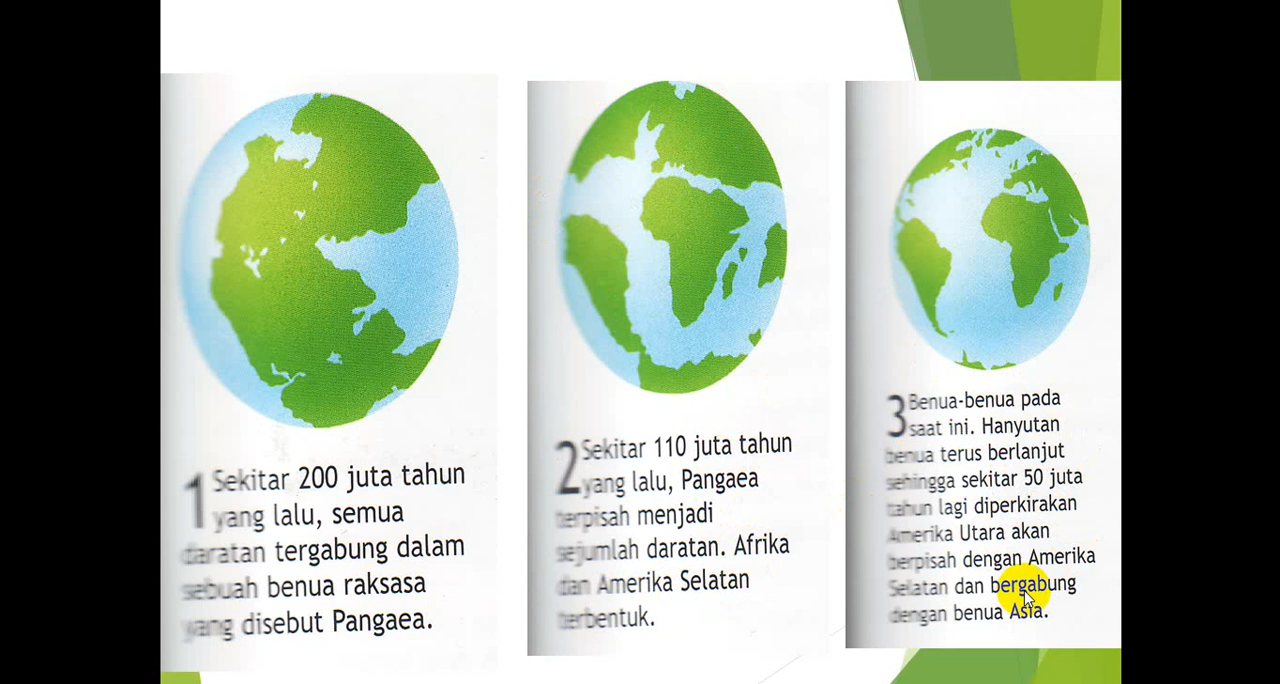 1 Sekitar 200 juta tahun
yang lalu, semua
daratan tergabung dalam
sebuah benua raksasa
yang disebut Pangaea.
2 Sekitar 110 juta tahun
yang lalu, Pangaea
terpisah menjadi
sejumlah daratan. Afrika
dan Amerika Selatan
terbentuk.
3 Benua-benua pada
saat ini. Hanyutan
benua terus berlanjut
sehingga sekitar 50 juta
tahun lagi diperkirakan
Amerika Utara akan
berpisah dengan Amerika
Selatan dan bergabung
dengan benua Asia.